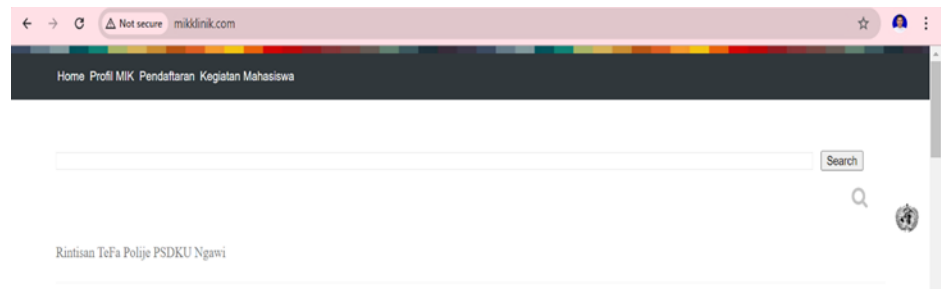 Not secure mikklinik.com
Home Profil MIK Pendaftaran Kegiatan Mahasiswa
Search
Rintisan TeFa Polije PSDKU Ngawi